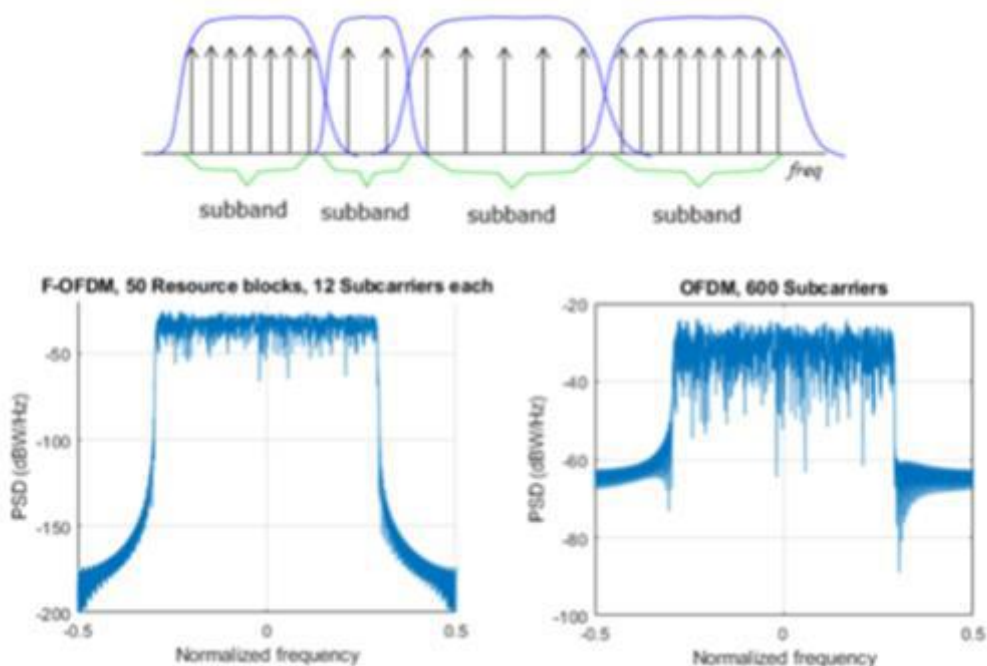 freq
subband
subband
subband
subband
F-OFDM, 50 Resource blocks, 12 Subcarriers each
PSD (dBW/Hz)
-50
-100
-150
-200
-0.5
0
0.5
Normalized frequency
OFDM, 600 Subcarriers
PSD (dBW/Hz)
-20
-40
-60
-80
-100
-0.5
0
0.5
Normalized frequency